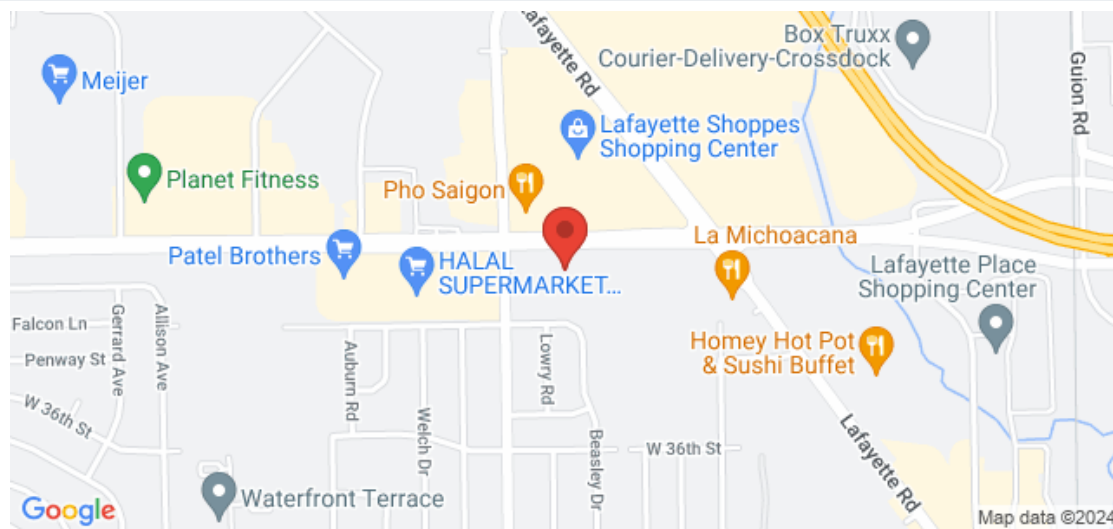 Lafayette Rd
Box Truxx
Courier-Delivery-Crossdock
Guion Rd
Meijer
Lafayette Shoppes
Shopping Center
Planet Fitness
Pho Saigon
La Michoacana
Patel Brothers
HALAL
SUPERMARKET...
Lafayette Place
Shopping Center
Falcon Ln
Gerrard Ave
Allison Ave
Penway St
Auburn Rd
Lowry Rd
Homey Hot Pot
& Sushi Buffet
W 36th St
Welch Dr
Beasley Dr
W 36th St
Lafayette Rd
Waterfront Terrace
Google
Map data ©2024